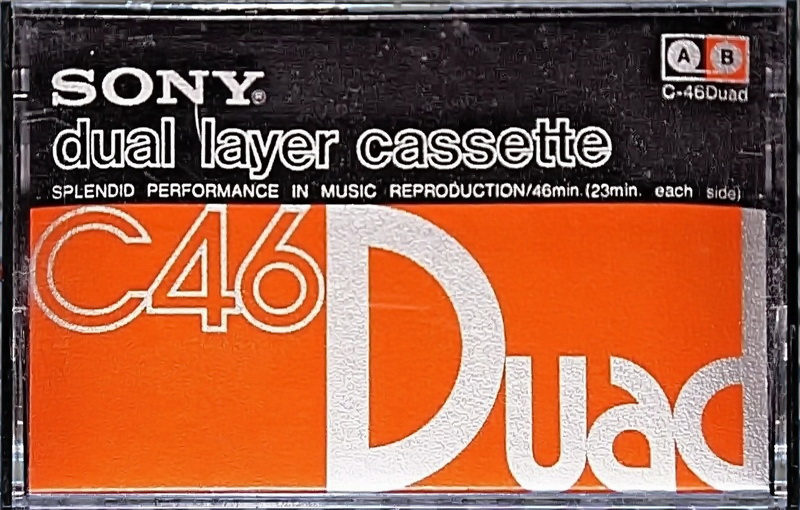 SONY®
A B
C-46Duad
dual layer cassette
SPLENDID PERFORMANCE IN MUSIC REPRODUCTION/46min.(23min. each side)
C46
Duad